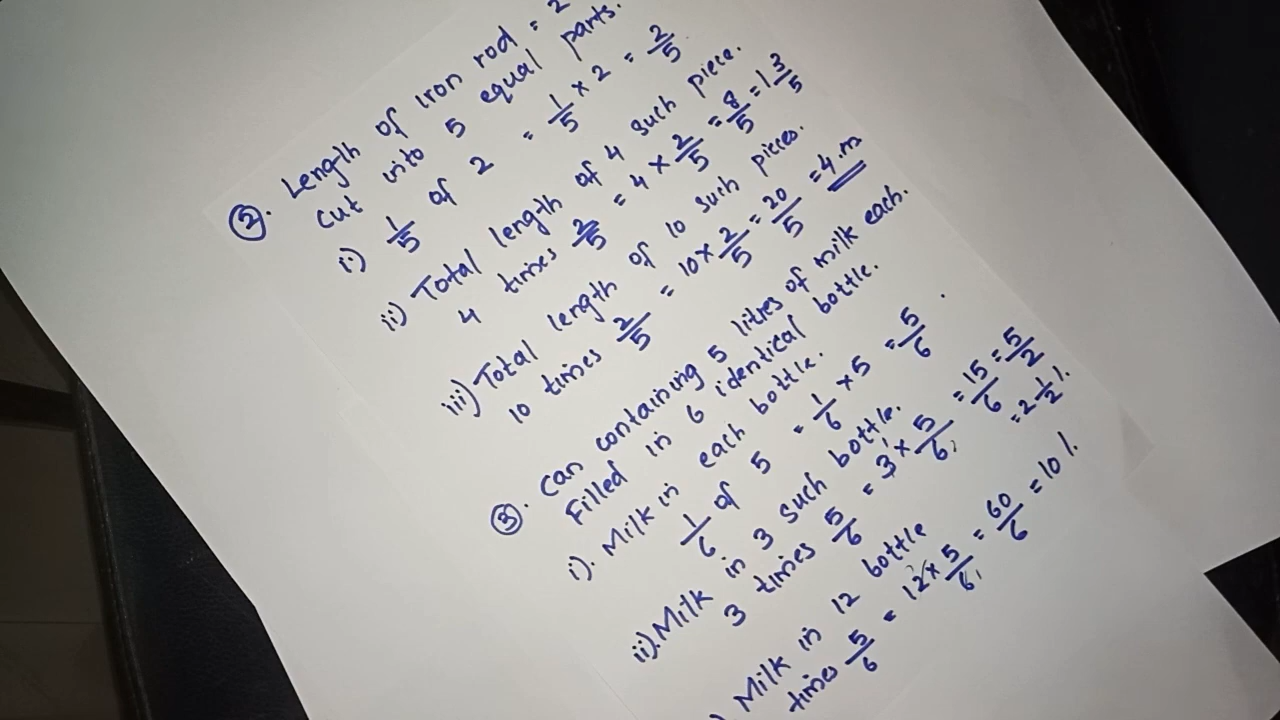 ②. Length of iron rod = 2
Cut into 5 equal parts.
i) 1/5 of 2 = 1/5 × 2 = 2/5
ii) Total length of 4 such piece.
4 times 2/5 = 4 × 2/5 = 8/5 = 1 3/5
iii) Total length of 10 such pieces.
10 times 2/5 = 10 × 2/5 = 20/5 = 4 m
③. Can containing 5 litres of milk each.
Filled in 6 identical bottle.
i). Milk in each bottle.
1/6 of 5 = 1/6 × 5 = 5/6.
ii). Milk in 3 such bottle.
3 times 5/6 = 3 × 5/6 = 15/6 = 5/2
= 2 1/2 l.
) Milk in 12 bottle
times 5/6 = 12 × 5/6 = 60/6 = 10 l.